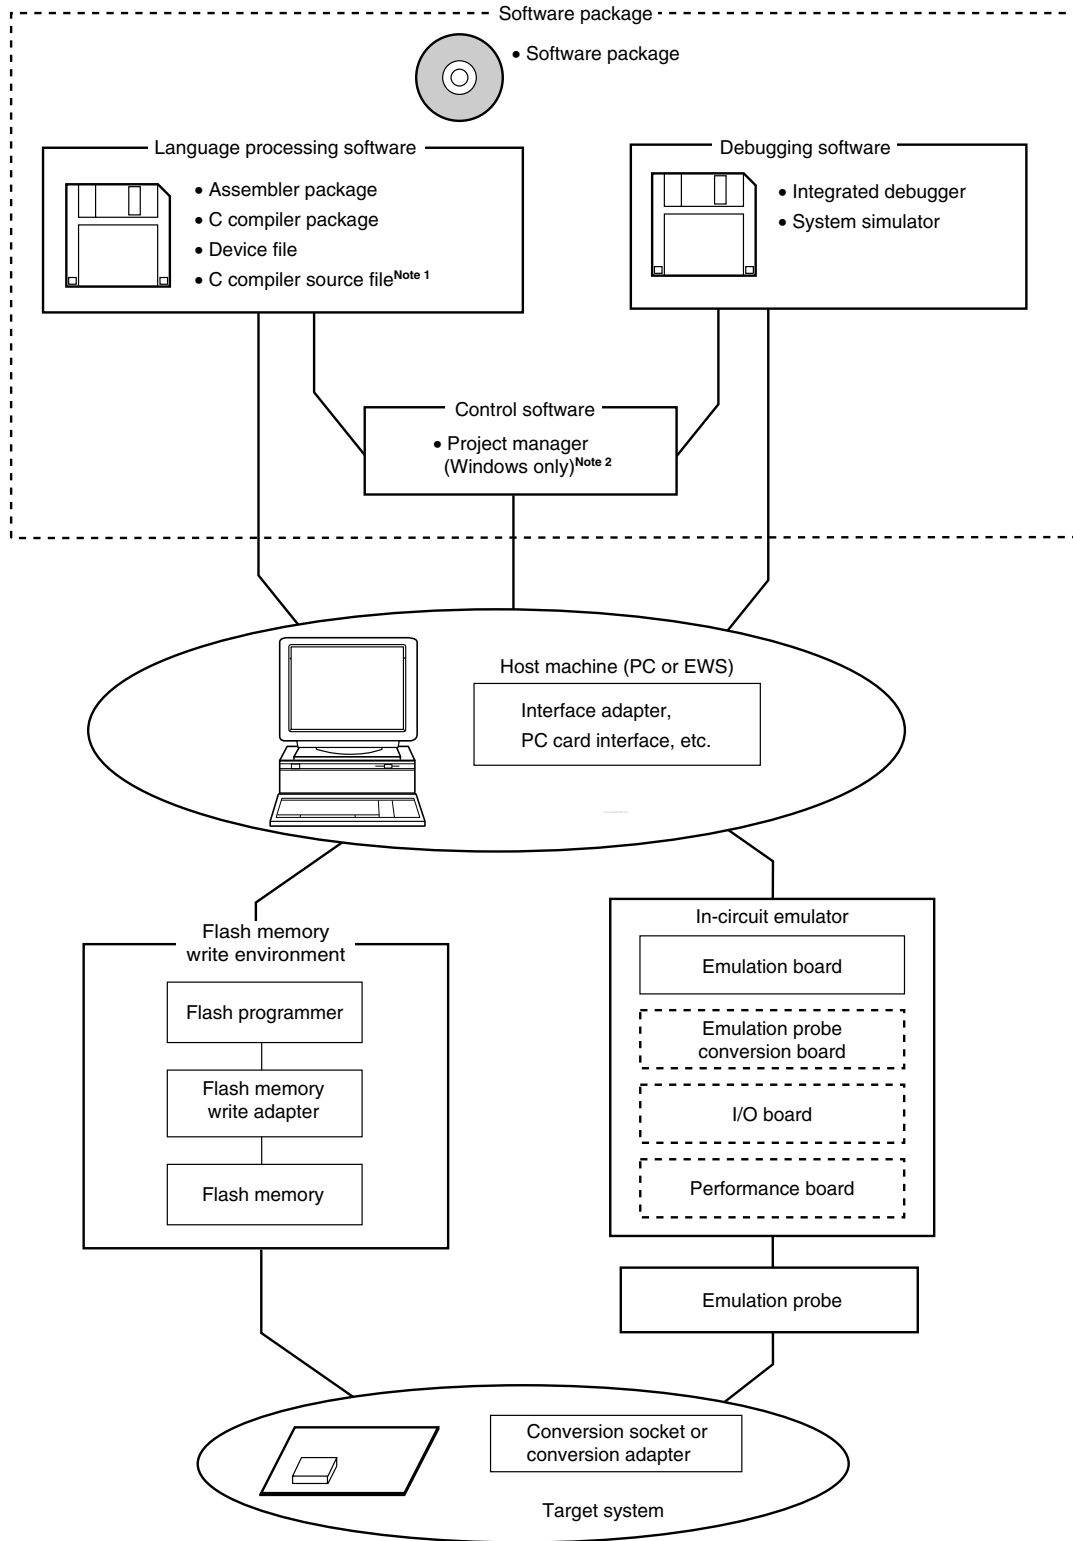 Software package
• Software package
Language processing software
• Assembler package
• C compiler package
• Device file
• C compiler source file Note 1
Debugging software
• Integrated debugger
• System simulator
Control software
• Project manager
(Windows only) Note 2
Host machine (PC or EWS)
Interface adapter,
PC card interface, etc.
Flash memory
write environment
Flash programmer
Flash memory
write adapter
Flash memory
In-circuit emulator
Emulation board
Emulation probe
conversion board
I/O board
Performance board
Emulation probe
Conversion socket or
conversion adapter
Target system